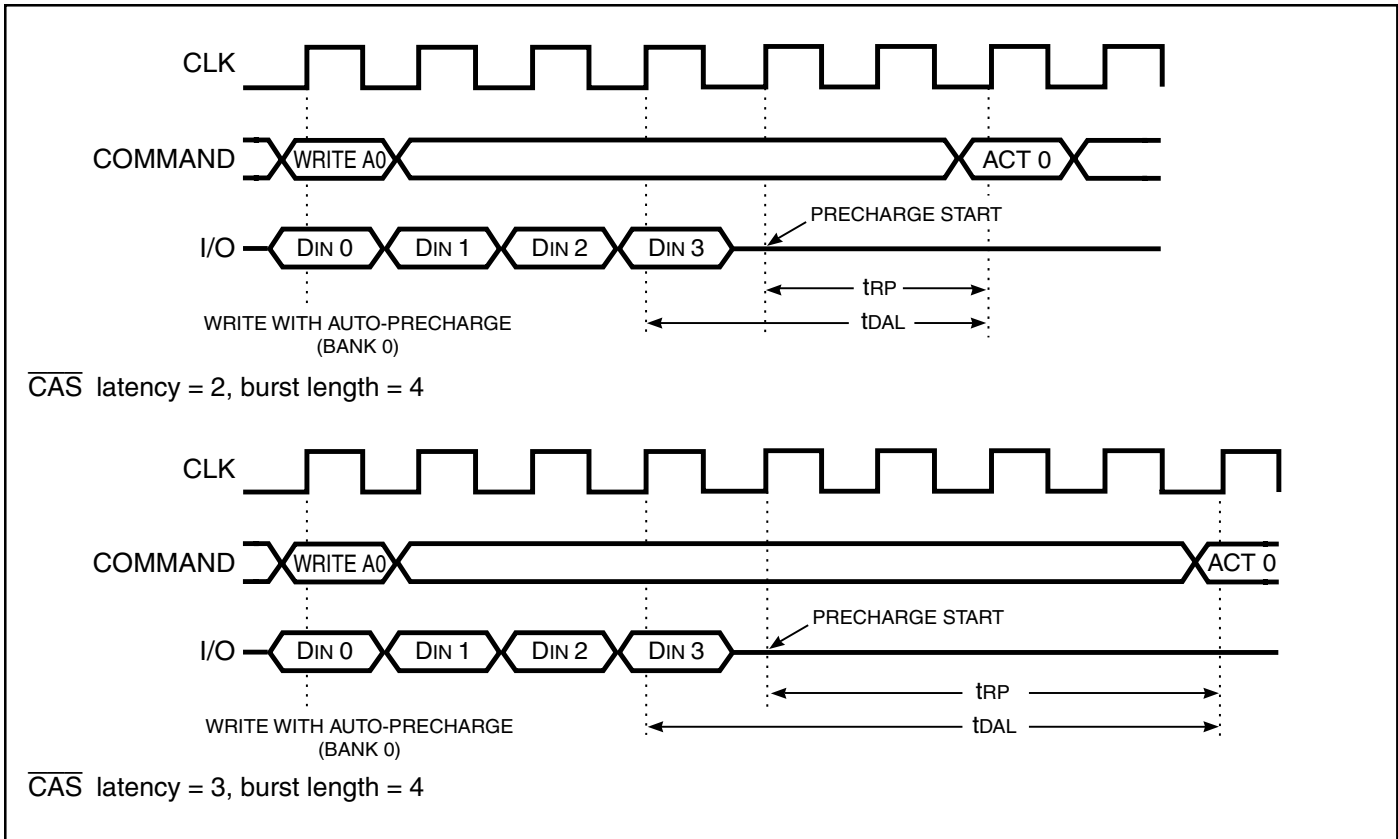 CLK
COMMAND WRITE A0 ACT 0
PRECHARGE START
I/O DIN 0 DIN 1 DIN 2 DIN 3
tRP
WRITE WITH AUTO-PRECHARGE
(BANK 0)
tDAL
CAS latency = 2, burst length = 4
CLK
COMMAND WRITE A0 ACT 0
PRECHARGE START
I/O DIN 0 DIN 1 DIN 2 DIN 3
tRP
WRITE WITH AUTO-PRECHARGE
(BANK 0)
tDAL
CAS latency = 3, burst length = 4